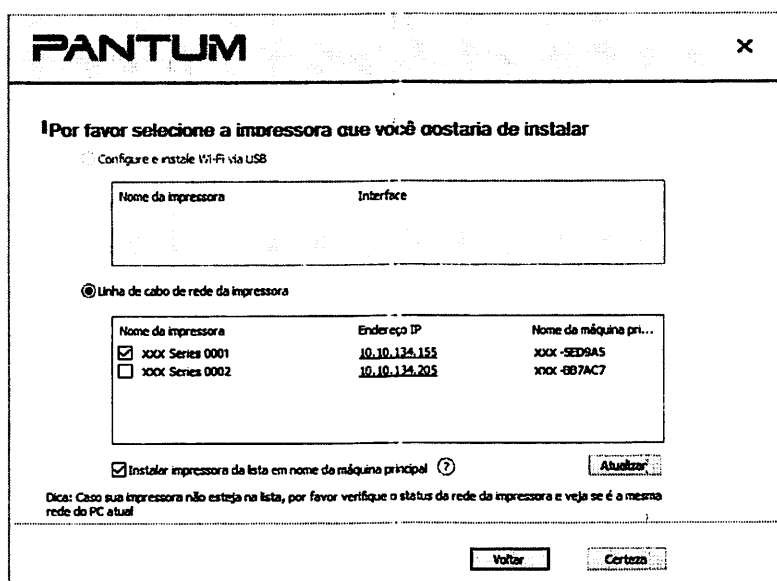 PANTUM
Por favor selecione a impressora que você gostaria de instalar
Configure e instale Wi-Fi via USB
Nome da impressora Interface
Linha de cabo de rede da impressora
Nome da impressora Endereço IP Nome da máquina pri...
xxx Series 0001 10.10.134.155 xxx -5ED9A5
xxx Series 0002 10.10.134.205 xxx -BB7AC7
Instalar impressora da lista em nome da máquina principal ?
Atualizar
Dica: Caso sua impressora não esteja na lista, por favor verifique o status da rede da impressora e veja se é a mesma
rede do PC atual
Voltar Certeza